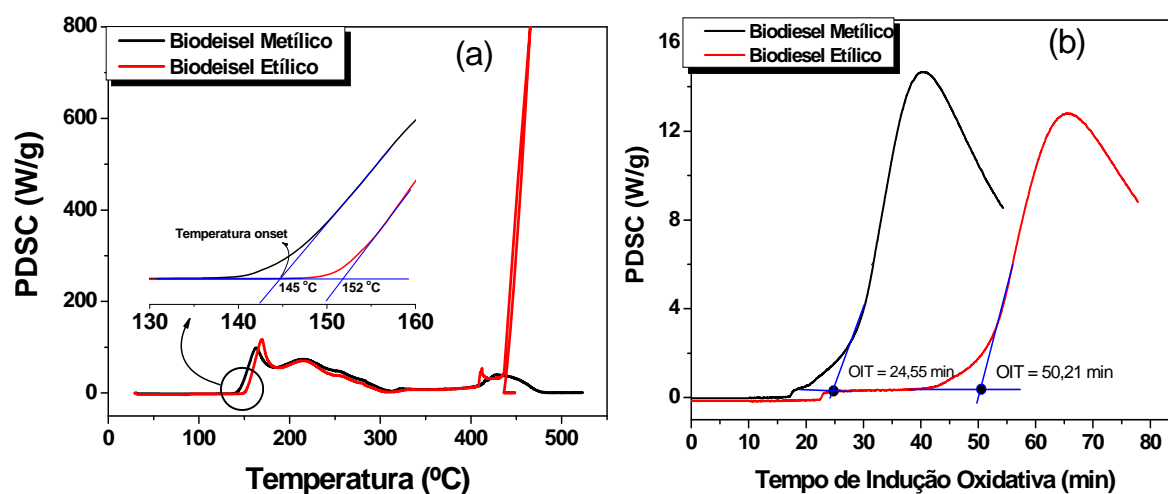 800
600
400
200
0
PDSC (W/g)
Biodeisel Metílico
Biodeisel Etílico
(a)
Temperatura onset
145 °C
152 °C
130 140 150 160
0 100 200 300 400 500
Temperatura (ºC)
16
12
8
4
0
PDSC (W/g)
Biodiesel Metílico
Biodiesel Etílico
(b)
OIT = 24,55 min
OIT = 50,21 min
0 10 20 30 40 50 60 70 80
Tempo de Indução Oxidativa (min)